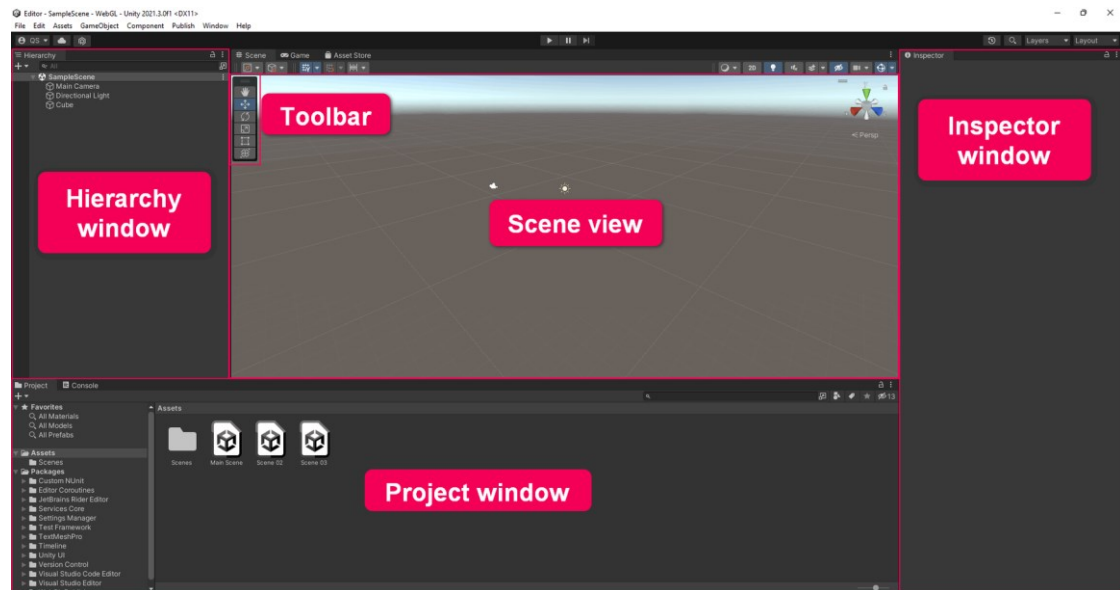 Editor - SampleScene - WebGL - Unity 2021.3.0f1 <DX11>
File Edit Assets GameObject Component Publish Window Help
QS
Layers
Layout
Hierarchy
All
SampleScene
Main Camera
Directional Light
Cube
Hierarchy
window
Scene Game Asset Store
2D
Toolbar
Persp
Scene view
Inspector
Inspector
window
Project Console
13
Favorites
All Materials
All Models
All Prefabs
Assets
Scenes
Packages
Custom NUnit
Editor Coroutines
JetBrains Rider Editor
Services Core
Settings Manager
Test Framework
TextMeshPro
Timeline
Unity UI
Version Control
Visual Studio Code Editor
Visual Studio Editor
Assets
Scenes Main Scene Scene 02 Scene 03
Project window